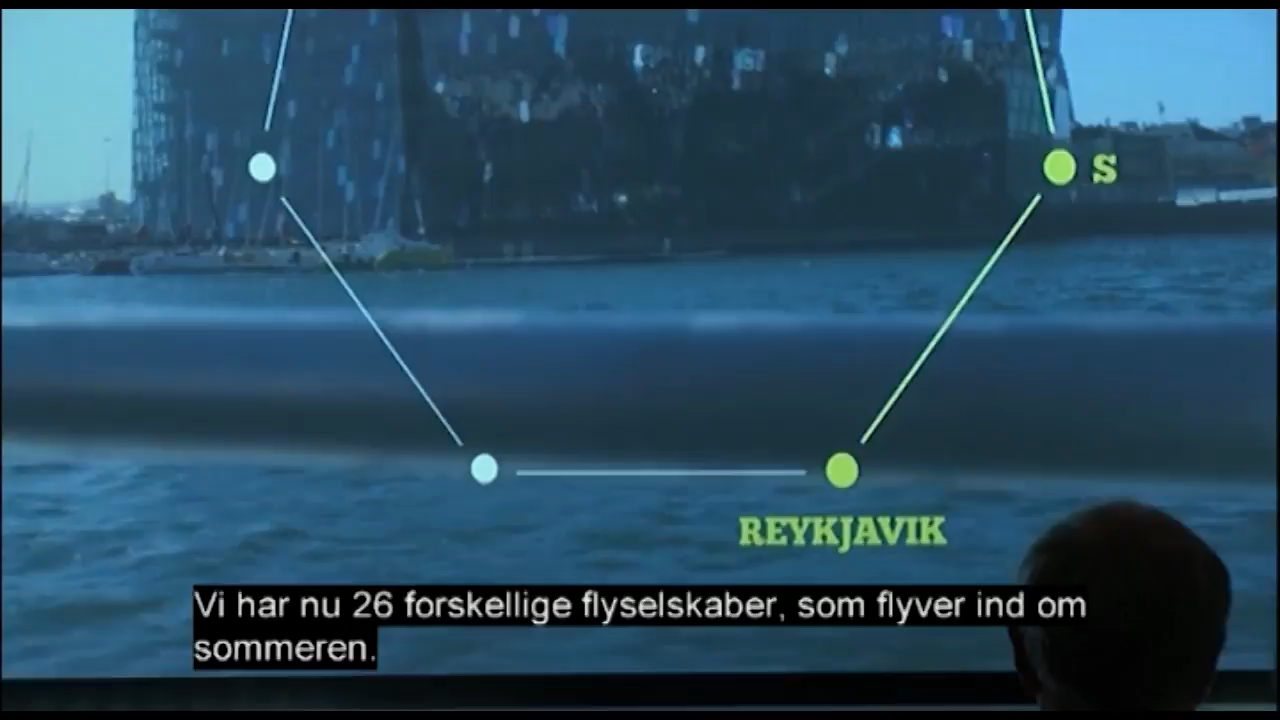 S
REYKJAVIK
Vi har nu 26 forskellige flyselskaber, som flyver ind om
sommeren.